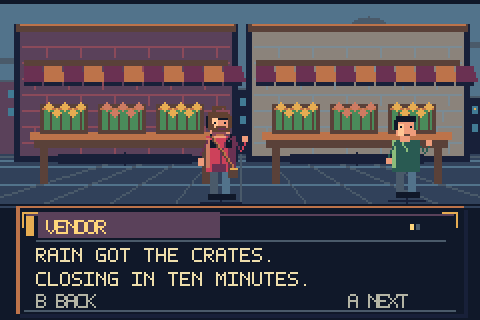 VENDOR
RAIN GOT THE CRATES.
CLOSING IN TEN MINUTES.
B BACK
A NEXT